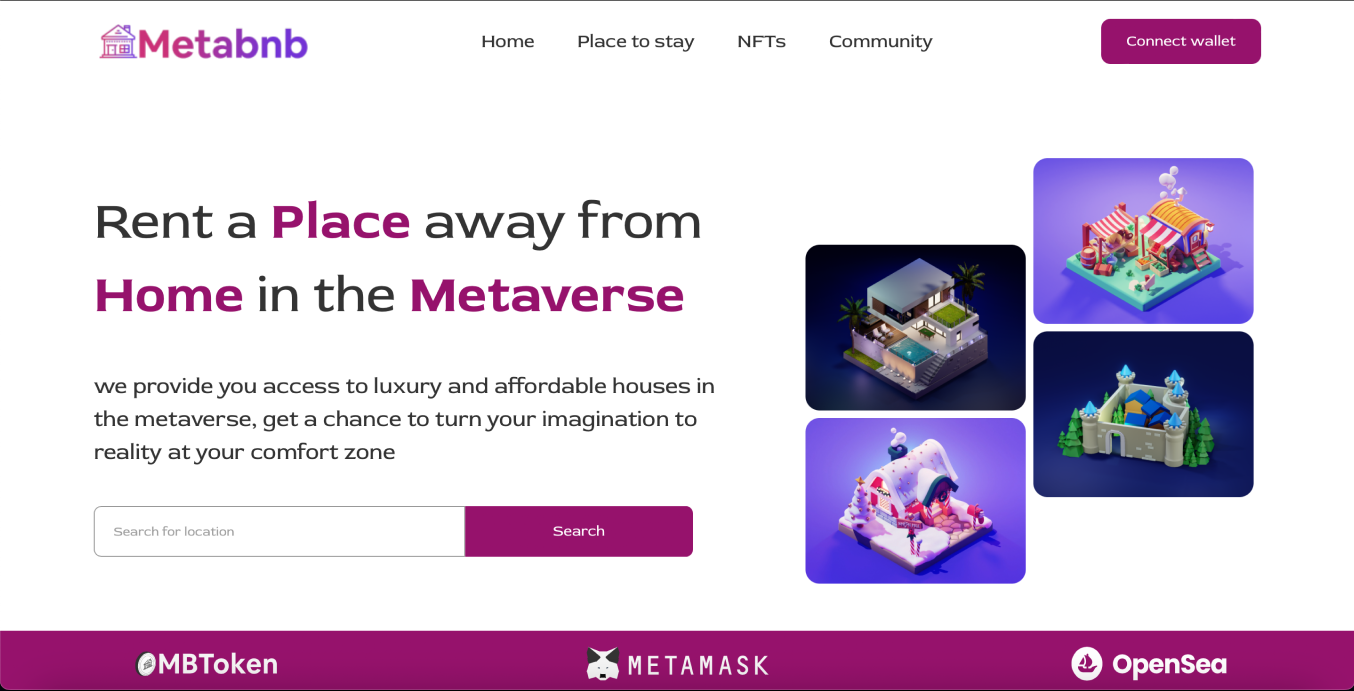 Metabnb
Home
Place to stay
NFTs
Community
Connect wallet
Rent a Place away from
Home in the Metaverse
we provide you access to luxury and affordable houses in
the metaverse, get a chance to turn your imagination to
reality at your comfort zone
Search for location
Search
MBToken
METAMASK
OpenSea